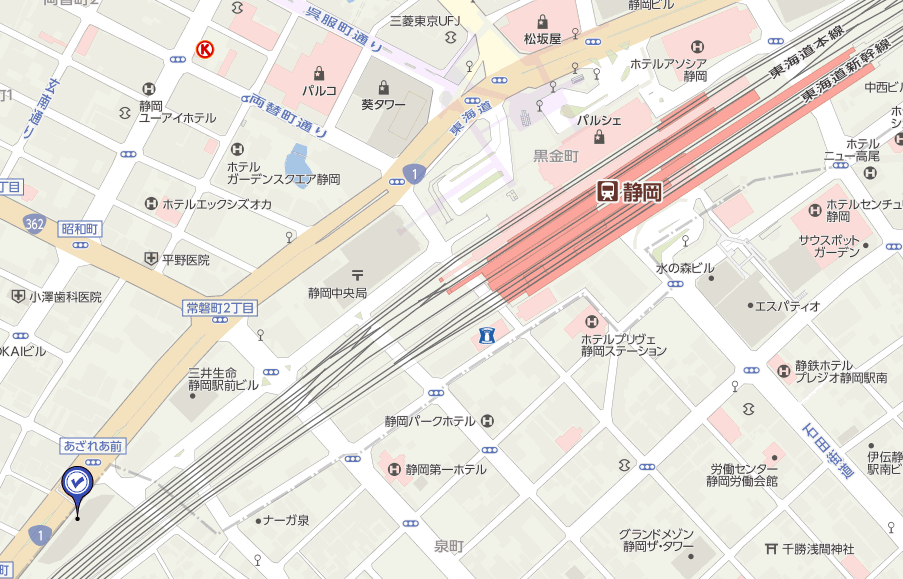 両替町2
呉服町通り
三菱東京UFJ
松坂屋
静岡ビル
ホテルアソシア
静岡
東海道本線
東海道新幹線
中西ビル
K
パルコ
葵タワー
東海道
パルシェ
町1
静岡
ユーアイホテル
両替町通り
黒金町
ホテル
ニュー高尾
ホテル
ガーデンスクエア静岡
1
静岡
ホテルエックシズオカ
ホテルセンチュリ
静岡
丁目
362
昭和町
サウスポット
ガーデン
平野医院
水の森ビル
小澤歯科医院
静岡中央局
エスパティオ
常磐町2丁目
OKAIビル
ホテルプリヴェ
静岡ステーション
静鉄ホテル
プレジオ静岡駅南
三井生命
静岡駅前ビル
静岡パークホテル
石田街道
あざれあ前
静岡第一ホテル
労働センター
静岡労働会館
伊伝静
駅南ビ
ナーガ泉
1
泉町
グランドメゾン
静岡ザ・タワー
千勝浅間神社
町